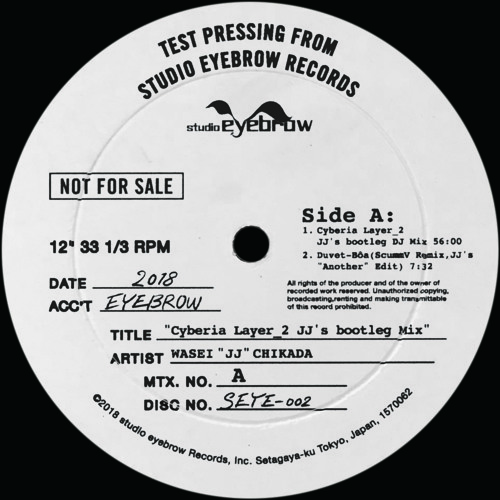 TEST PRESSING FROM
STUDIO EYEBROW RECORDS
studio eyebrow
NOT FOR SALE
12" 33 1/3 RPM
DATE 2018
ACC'T EYEBROW
Side A:
1. Cyberia Layer_2
JJ's bootleg DJ Mix 56:00
2. Duvet-Bôa(ScummV Remix,JJ's
"Another" Edit) 7:32
All rights of the producer and of the owner of
recorded work reserved. Unauthorized copying,
broadcasting,renting and making transmittable
of this record prohibited.
TITLE "Cyberia Layer_2 JJ's bootleg Mix"
ARTIST WASEI "JJ" CHIKADA
MTX. NO. A
DISC NO. SEYE-002
©2018 studio eyebrow Records, Inc. Setagaya-ku Tokyo, Japan, 1570062